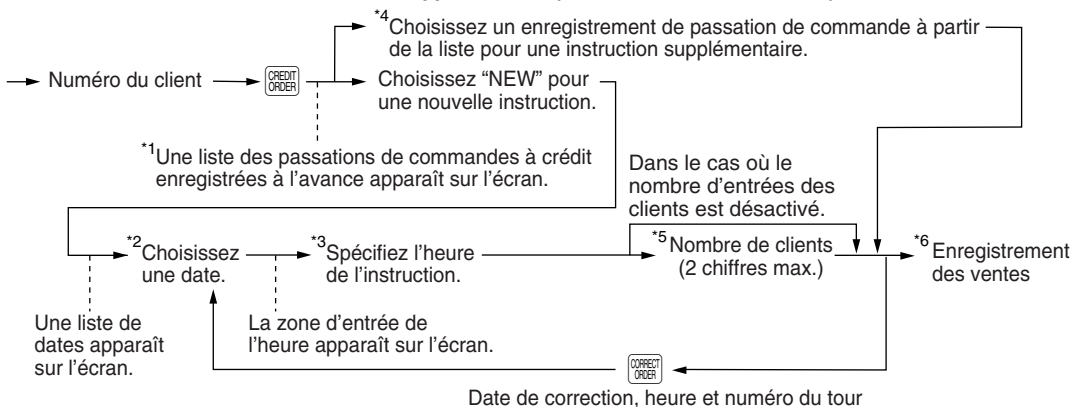 *4Choisissez un enregistrement de passation de commande à partir
de la liste pour une instruction supplémentaire.
Numéro du client
CREDIT
ORDER
Choisissez “NEW” pour
une nouvelle instruction.
*1Une liste des passations de commandes à crédit
enregistrées à l’avance apparaît sur l’écran.
Dans le cas où le
nombre d’entrées des
clients est désactivé.
*2Choisissez
une date.
*3Spécifiez l’heure
de l’instruction.
*5Nombre de clients
(2 chiffres max.)
*6Enregistrement
des ventes
Une liste de
dates apparaît
sur l’écran.
La zone d’entrée de
l’heure apparaît sur l’écran.
CORRECT
ORDER
Date de correction, heure et numéro du tour